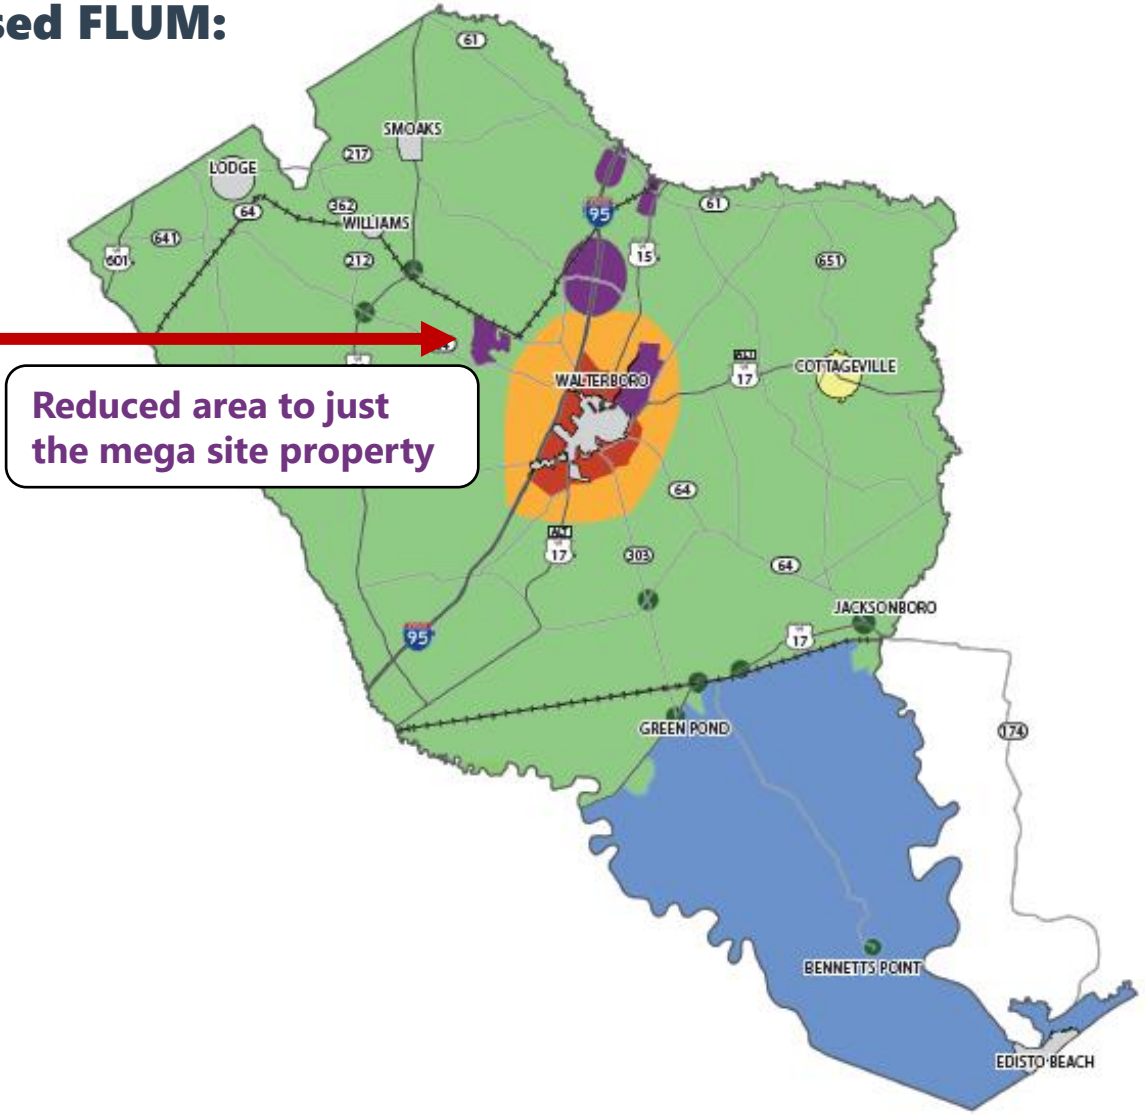 sed FLUM:
61
SMOAKS
217
LODGE
362
64
WILLIAMS
95
61
641
601
212
15
651
Reduced area to just
the mega site property
WALTERBORO
ALT
17
COTTAGEVILLE
64
ALT
17
303
64
JACKSONBORO
95
17
GREEN POND
174
BENNETTS POINT
EDISTO BEACH